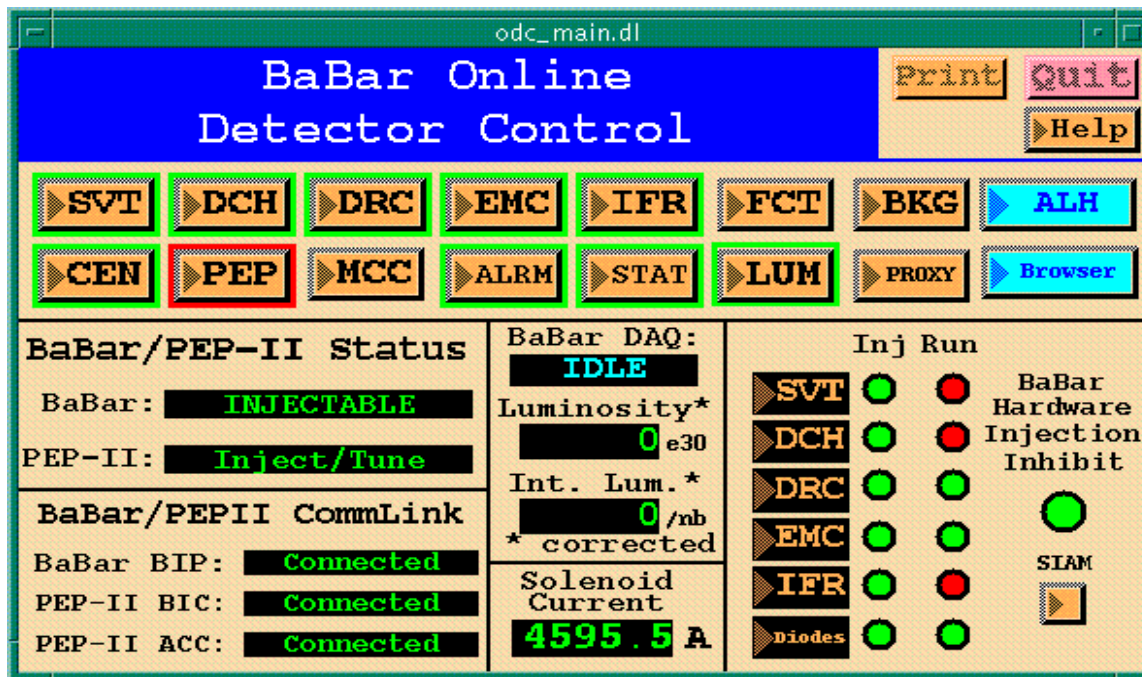 odc_main.dl
BaBar Online
Detector Control
Print Quit
Help
SVT DCH DRC EMC IFR FCT BKG ALH
CEN PEP MCC ALRM STAT LUM PROXY Browser
BaBar/PEP-II Status
BaBar: INJECTABLE
PEP-II: Inject/Tune
BaBar/PEPII CommLink
BaBar BIP: Connected
PEP-II BIC: Connected
PEP-II ACC: Connected
BaBar DAQ:
IDLE
Luminosity*
0 e30
Int. Lum.*
0 /nb
* corrected
Solenoid
Current
4595.5 A
Inj Run
SVT
DCH
DRC
EMC
IFR
Diodes
BaBar
Hardware
Injection
Inhibit
SIAM